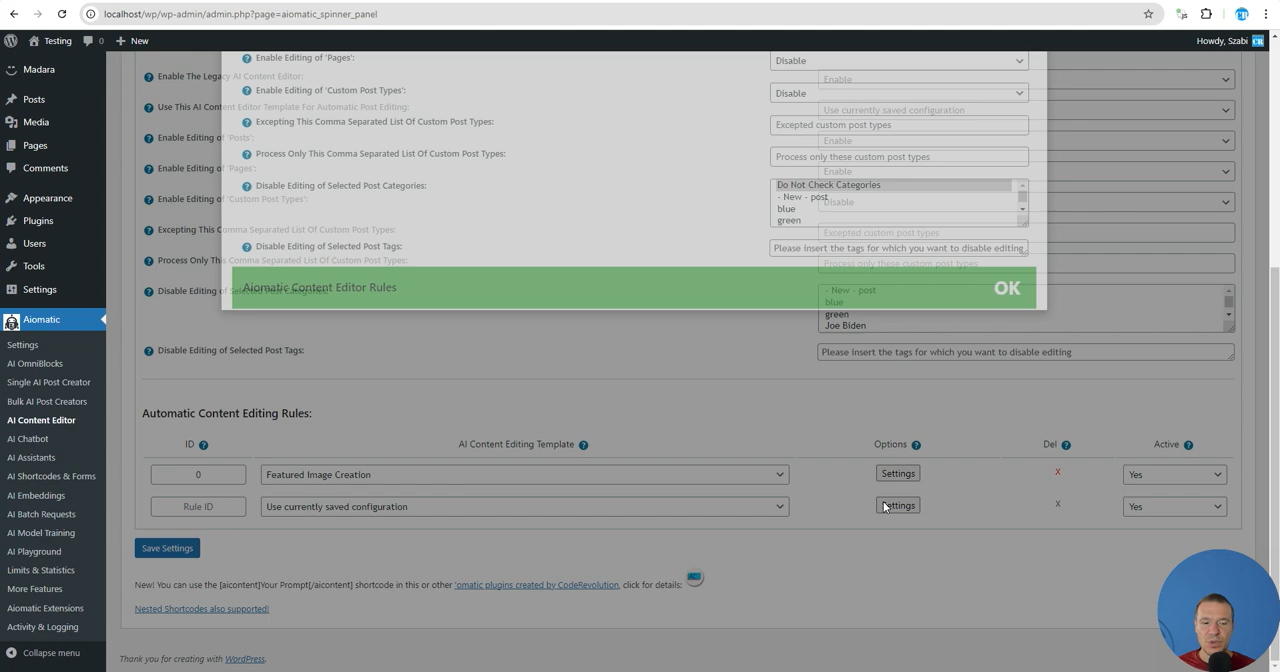 localhost/wp/wp-admin/admin.php?page=aiomatic_spinner_panel
Testing
0
New
Howdy, Szabi
Madara
Posts
Media
Pages
Comments
Appearance
Plugins
Users
Tools
Settings
Aiomatic
Settings
AI OmniBlocks
Single AI Post Creator
Bulk AI Post Creators
AI Content Editor
AI Chatbot
AI Assistants
AI Shortcodes & Forms
AI Embeddings
AI Batch Requests
AI Model Training
AI Playground
Limits & Statistics
More Features
Aiomatic Extensions
Activity & Logging
Collapse menu
Enable Editing of 'Pages':
Disable
Enable The Legacy AI Content Editor:
Enable
Enable Editing of 'Custom Post Types':
Disable
Use This AI Content Editor Template For Automatic Post Editing:
Use currently saved configuration
Excepting This Comma Separated List Of Custom Post Types:
Excepted custom post types
Enable Editing of 'Posts':
Enable
Process Only This Comma Separated List Of Custom Post Types:
Process only these custom post types
Enable Editing of 'Pages':
Enable
Disable Editing of Selected Post Categories:
Do Not Check Categories
- New - post
blue
green
Enable Editing of 'Custom Post Types':
Disable
Excepting This Comma Separated List Of Custom Post Types:
Excepted custom post types
Disable Editing of Selected Post Tags:
Please insert the tags for which you want to disable editing
Process Only This Comma Separated List Of Custom Post Types:
Process only these custom post types
Aiomatic Content Editor Rules
OK
Disable Editing of Selected Post Categories:
- New - post
blue
green
Joe Biden
Disable Editing of Selected Post Tags:
Please insert the tags for which you want to disable editing
Automatic Content Editing Rules:
ID AI Content Editing Template Options Del Active
0 Featured Image Creation Settings X Yes
Rule ID Use currently saved configuration Settings X Yes
Save Settings
New! You can use the [aicontent]Your Prompt[/aicontent] shortcode in this or other 'omatic plugins created by CodeRevolution, click for details:
Nested Shortcodes also supported!
Thank you for creating with WordPress.